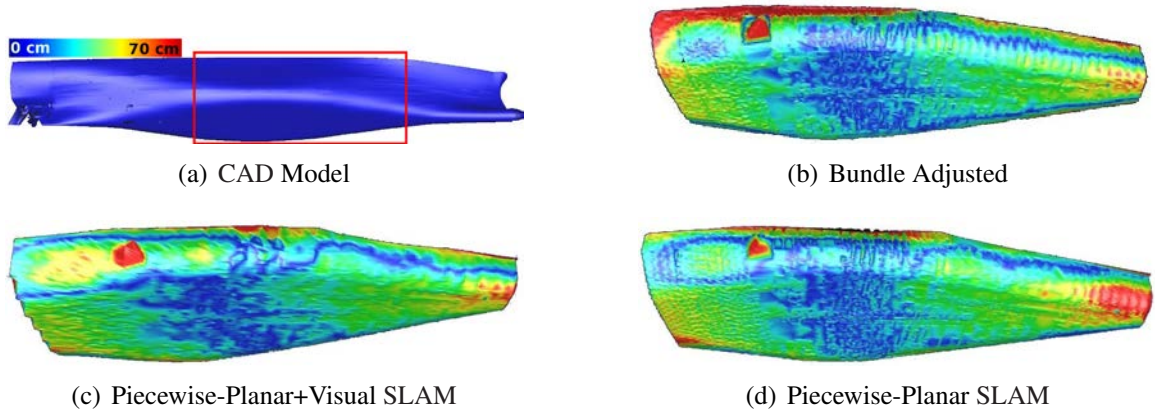 0 cm 70 cm
(a) CAD Model
(b) Bundle Adjusted
(c) Piecewise-Planar+Visual SLAM
(d) Piecewise-Planar SLAM